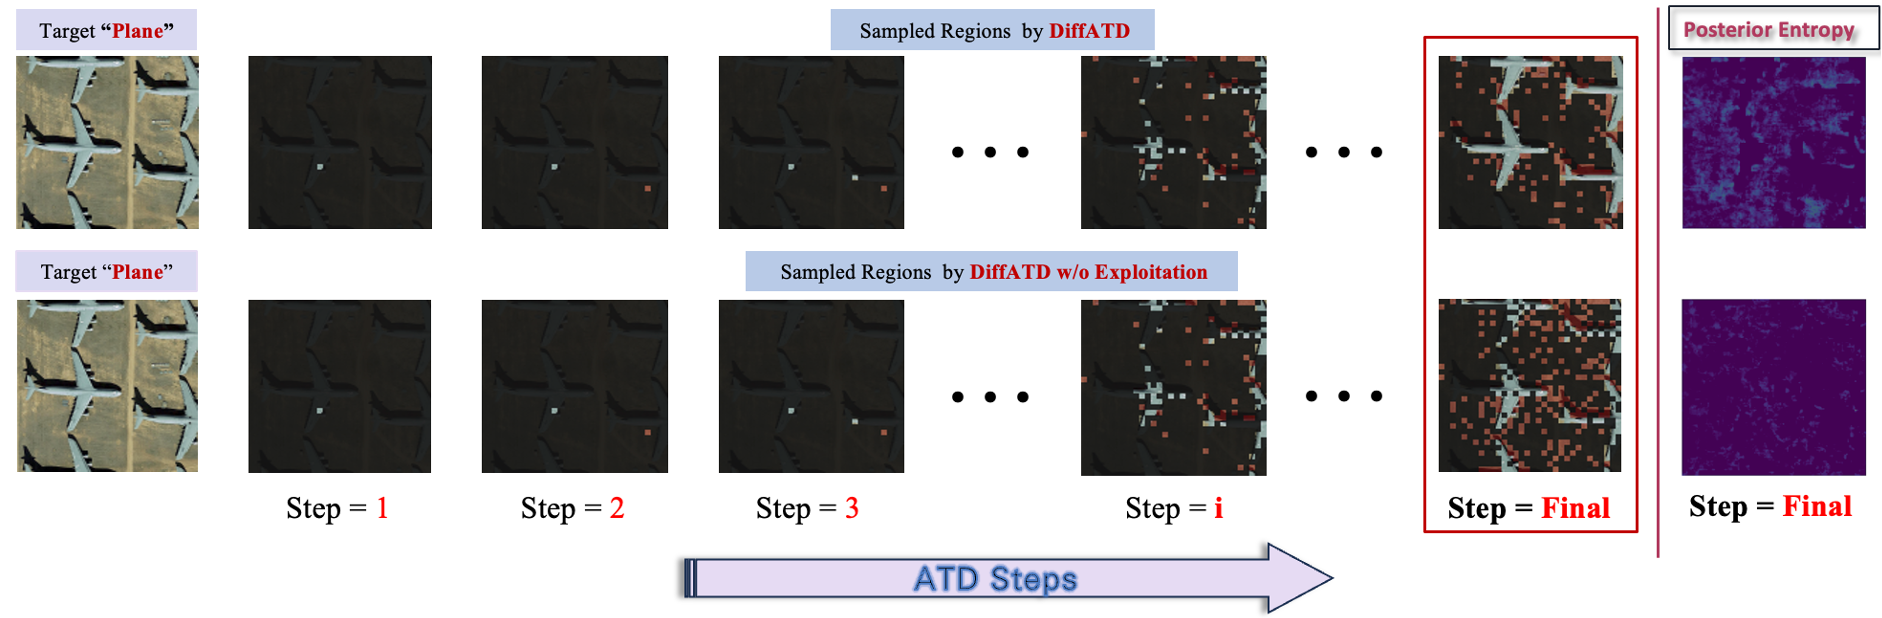 Target “Plane”
Sampled Regions by DiffATD
Posterior Entropy
Target “Plane”
Sampled Regions by DiffATD w/o Exploitation
Step = 1
Step = 2
Step = 3
Step = i
Step = Final
Step = Final
ATD Steps